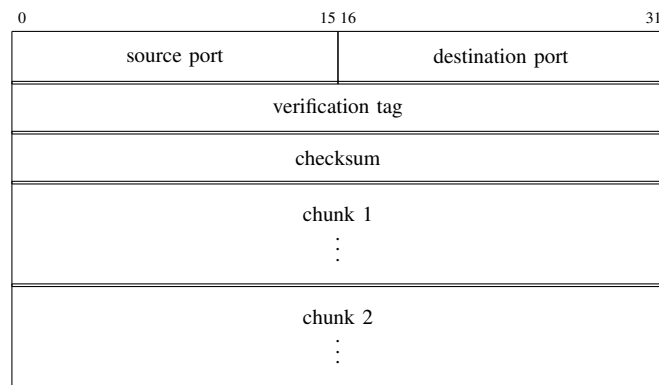 0 15 16 31
source port destination port
verification tag
checksum
chunk 1
⋮
chunk 2
⋮